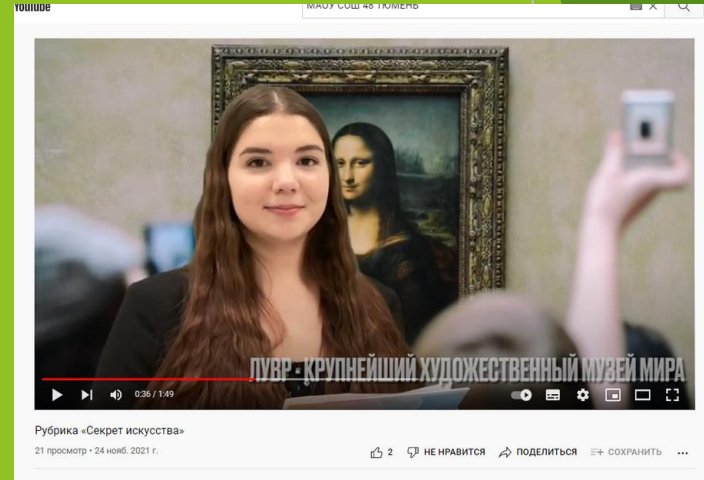 YouTube
МАОУ СОШ 48 ТЮМЕНЬ
ЛУВР - КРУПНЕЙШИЙ ХУДОЖЕСТВЕННЫЙ МУЗЕЙ МИРА
0:36 / 1:49
Рубрика «Секрет искусства»
21 просмотр • 24 нояб. 2021 г.
2 НЕ НРАВИТСЯ ПОДЕЛИТЬСЯ СОХРАНИТЬ ...